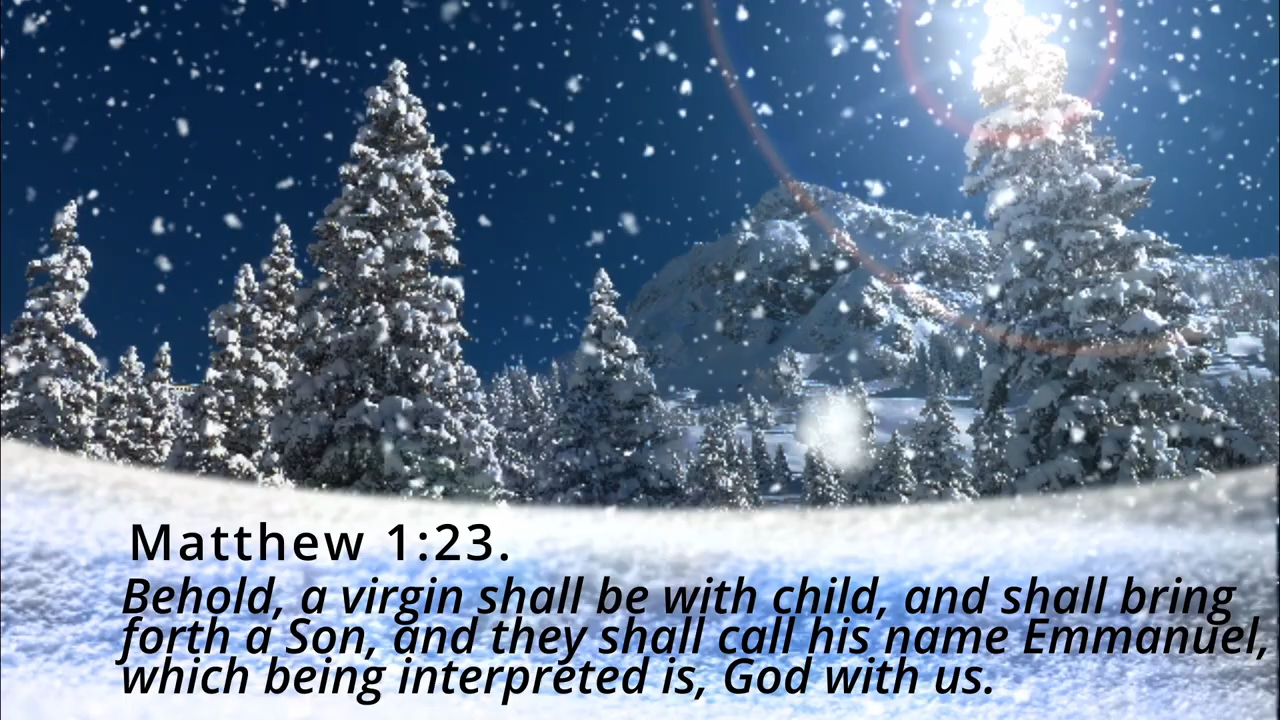 Matthew 1:23.
Behold, a virgin shall be with child, and shall bring
forth a Son, and they shall call his name Emmanuel,
which being interpreted is, God with us.